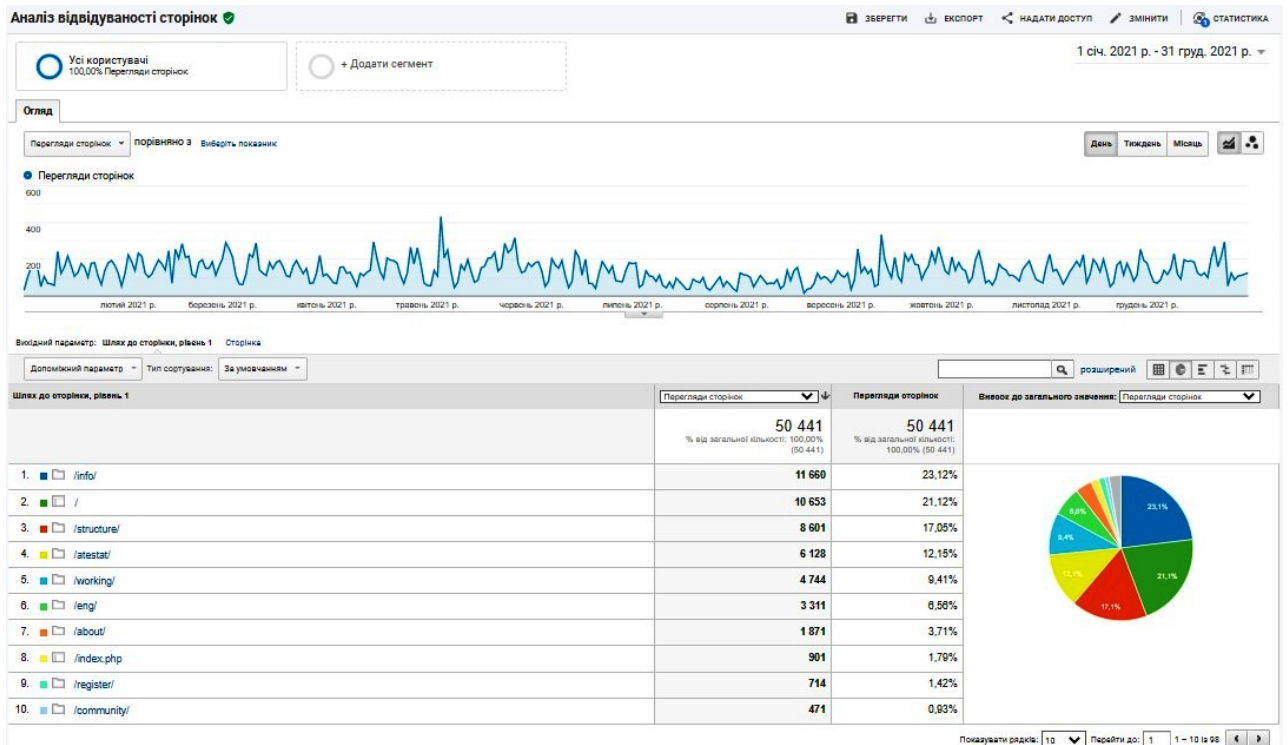 Аналіз відвідуваності сторінок
ЗБЕРЕГТИ ЕКСПОРТ НАДАТИ ДОСТУП ЗМІНИТИ СТАТИСТИКА
Усі користувачі
100,00% Перегляди сторінок
+ Додати сегмент
1 січ. 2021 р. - 31 груд. 2021 р.
Огляд
Перегляди сторінок порівняно з Виберіть показник
День Тиждень Місяць
Перегляди сторінок
600
400
200
лютий 2021 р. березень 2021 р. квітень 2021 р. травень 2021 р. червень 2021 р. липень 2021 р. серпень 2021 р. вересень 2021 р. жовтень 2021 р. листопад 2021 р. грудень 2021 р.
Вихідний параметр: Шлях до сторінки, рівень 1 Сторінка
Допоміжний параметр Тип сортування: За умовчанням
розширений
Шлях до сторінки, рівень 1 Перегляди сторінок Перегляди сторінок Внесок до загального значення: Перегляди сторінок
50 441 50 441
% від загальної кількості: 100,00% (50 441) % від загальної кількості: 100,00% (50 441)
1. /info/ 11 660 23,12%
2. / 10 653 21,12%
3. /structure/ 8 601 17,05%
4. /atestat/ 6 128 12,15%
5. /working/ 4 744 9,41%
6. /eng/ 3 311 6,56%
7. /about/ 1 871 3,71%
8. /index.php 901 1,79%
9. /register/ 714 1,42%
10. /community/ 471 0,93%
23,1%
21,1%
17,1%
12,1%
9,4%
6,6%
Показувати рядків: 10 Перейти до: 1 1 – 10 із 98